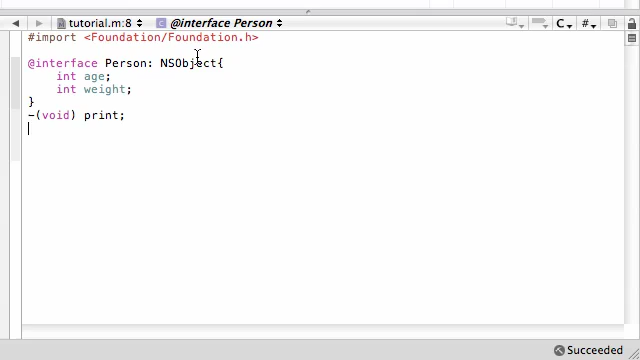 tutorial.m:8 @interface Person C #
#import <Foundation/Foundation.h>
@interface Person: NSObject{
int age;
int weight;
}
-(void) print;
Succeeded